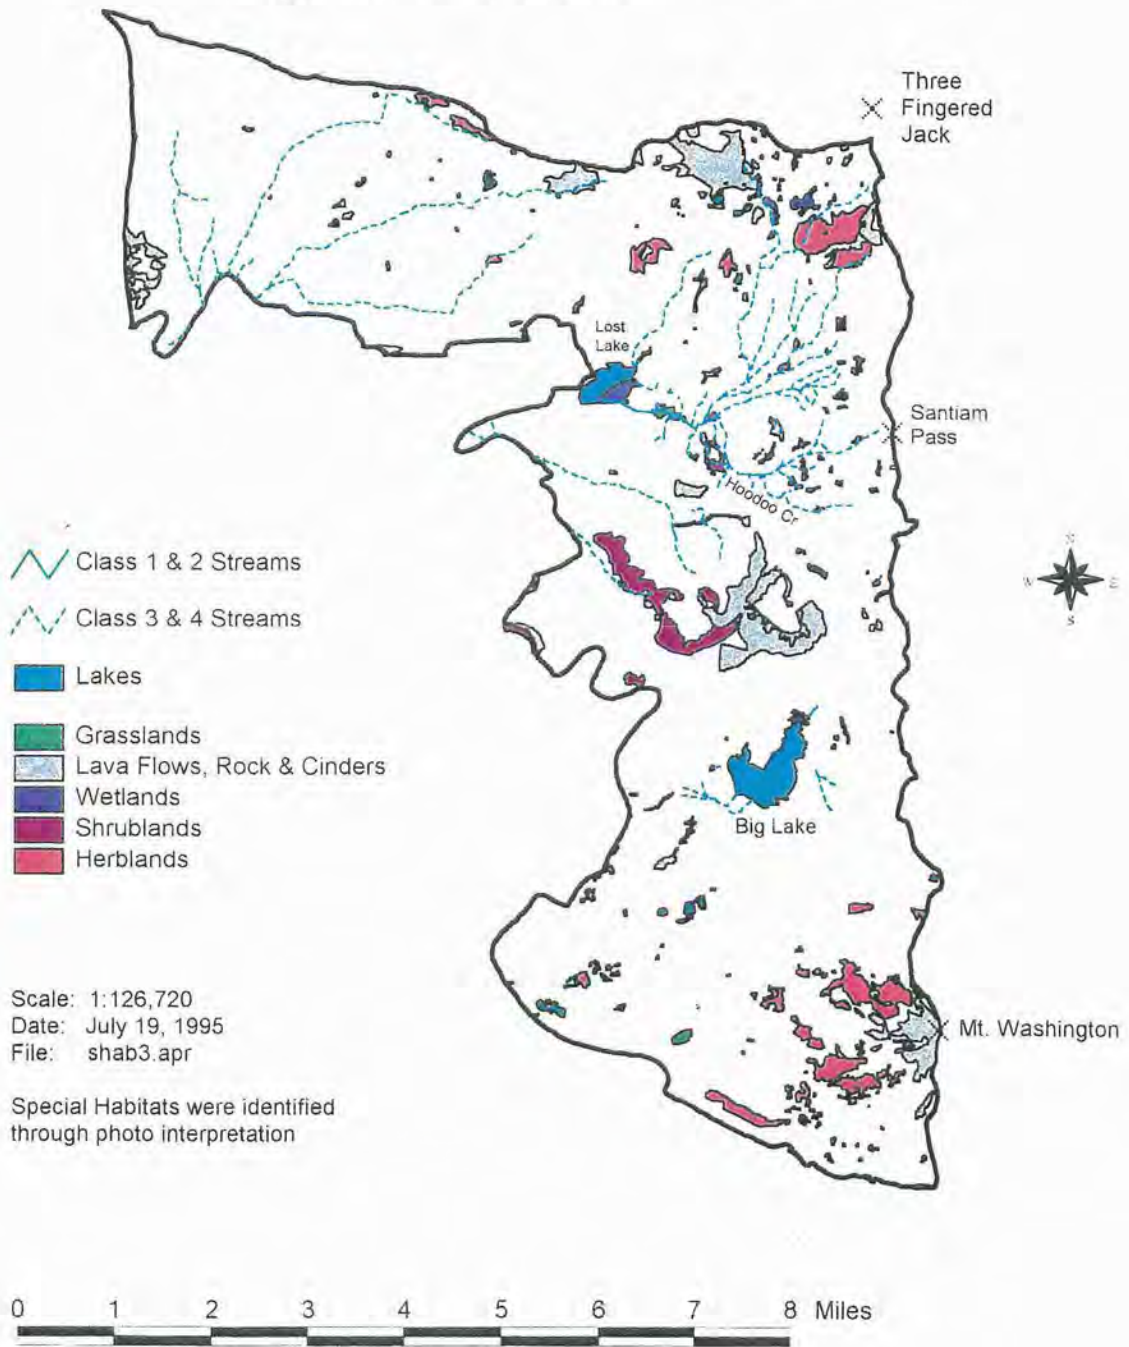 Three
Fingered
Jack
Lost
Lake
Santiam
Pass
Hoodoo Cr
N
W E
S
Class 1 & 2 Streams
Class 3 & 4 Streams
Lakes
Grasslands
Lava Flows, Rock & Cinders
Wetlands
Shrublands
Herblands
Big Lake
Scale: 1:126,720
Date: July 19, 1995
File: shab3.apr
Mt. Washington
Special Habitats were identified
through photo interpretation
0 1 2 3 4 5 6 7 8 Miles